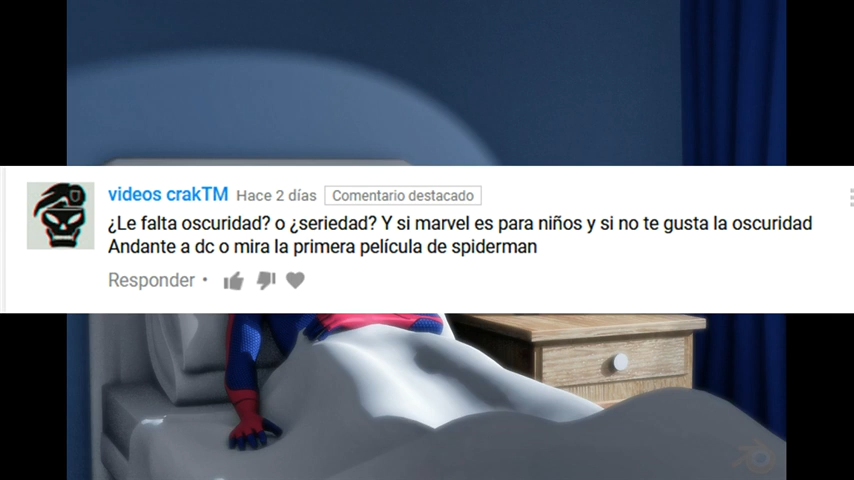 videos crakTM Hace 2 días Comentario destacado
¿Le falta oscuridad? o ¿seriedad? Y si marvel es para niños y si no te gusta la oscuridad
Andante a dc o mira la primera película de spiderman
Responder •